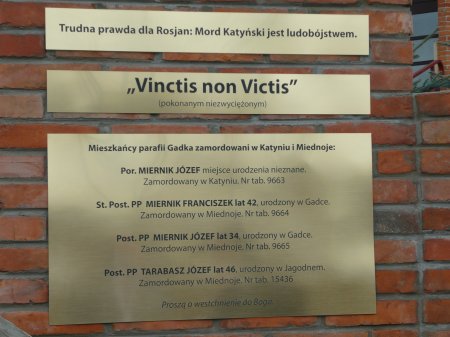 Trudna prawda dla Rosjan: Mord Katyński jest ludobójstwem.
„Vinctis non Victis”
(pokonanym niezwyciężonym)
Mieszkańcy parafii Gadka zamordowani w Katyniu i Miednoje:
Por. MIERNIK JÓZEF miejsce urodzenia nieznane.
Zamordowany w Katyniu. Nr tab. 9663
St. Post. PP MIERNIK FRANCISZEK lat 42, urodzony w Gadce.
Zamordowany w Miednoje. Nr tab. 9664
Post. PP MIERNIK JÓZEF lat 34, urodzony w Gadce.
Zamordowany w Miednoje. Nr tab. 9665
Post. PP TARABASZ JÓZEF lat 46, urodzony w Jagodnem.
Zamordowany w Miednoje. Nr tab. 15436
Proszą o westchnienie do Boga.